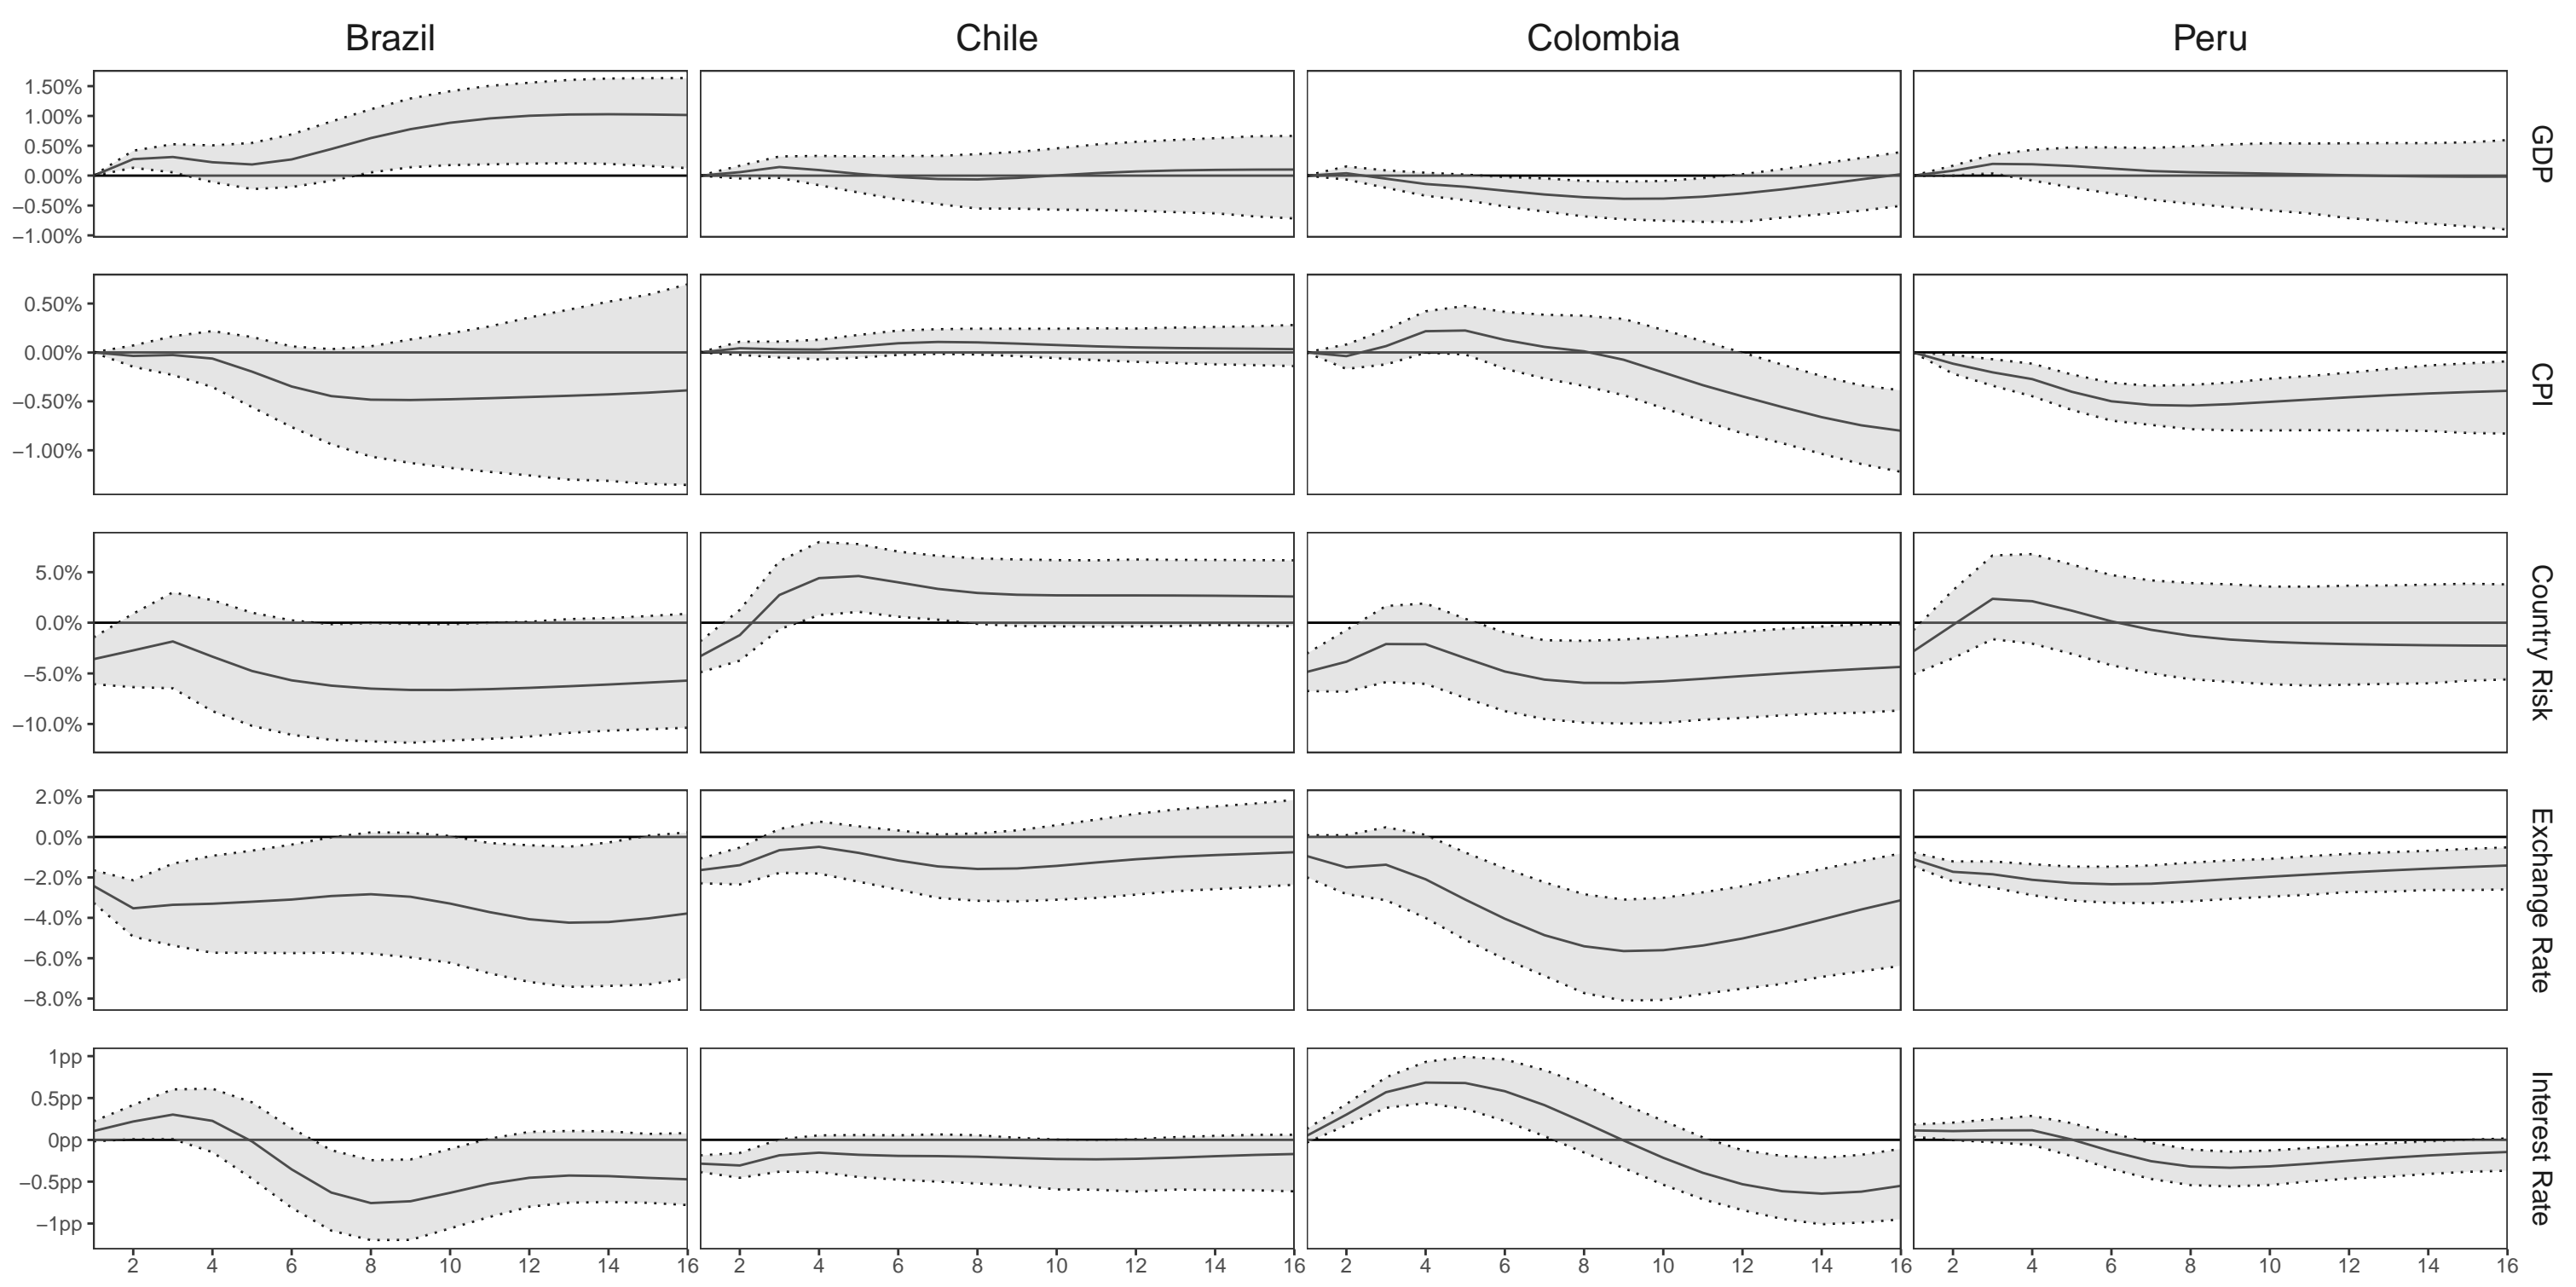 Brazil Chile Colombia Peru
1.50%
1.00%
0.50%
0.00%
−0.50%
−1.00%
GDP
0.50%
0.00%
−0.50%
−1.00%
CPI
5.0%
0.0%
−5.0%
−10.0%
Country Risk
2.0%
0.0%
−2.0%
−4.0%
−6.0%
−8.0%
Exchange Rate
1pp
0.5pp
0pp
−0.5pp
−1pp
Interest Rate
2 4 6 8 10 12 14 16 2 4 6 8 10 12 14 16 2 4 6 8 10 12 14 16 2 4 6 8 10 12 14 16